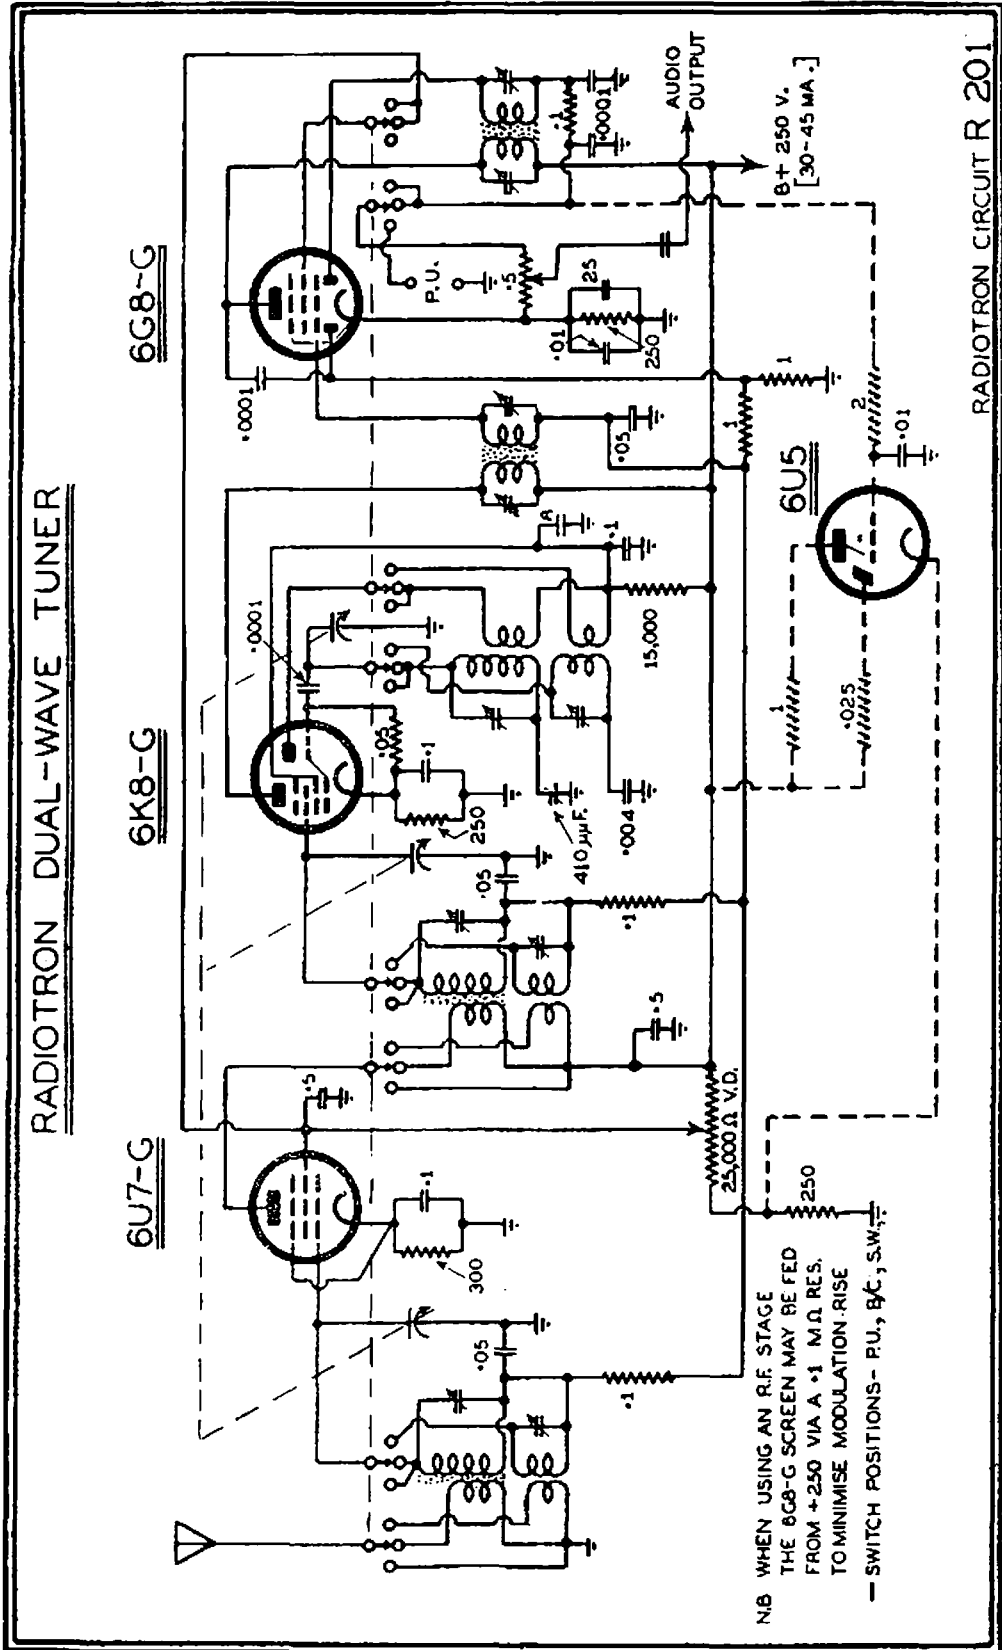 RADIOTRON DUAL-WAVE TUNER
6U7-G
6K8-G
6G8-G
.5
.0001
.0001
300
.1
.05
250
.1
.05
.05
.01
250
25
.5
P.U.
.1
.0001
AUDIO
OUTPUT
B+ 250 V.
[30-45 MA.]
410 μμF.
.004
15,000
.1
A
.05
.1
.1
.5
1
1
25,000 Ω V.D.
250
1
.025
6U5
2
.01
N.B WHEN USING AN R.F. STAGE
THE 6G8-G SCREEN MAY BE FED
FROM +250 VIA A .1 MΩ RES.
TO MINIMISE MODULATION-RISE
— SWITCH POSITIONS- P.U., B/C, S.W.
RADIOTRON CIRCUIT R 201